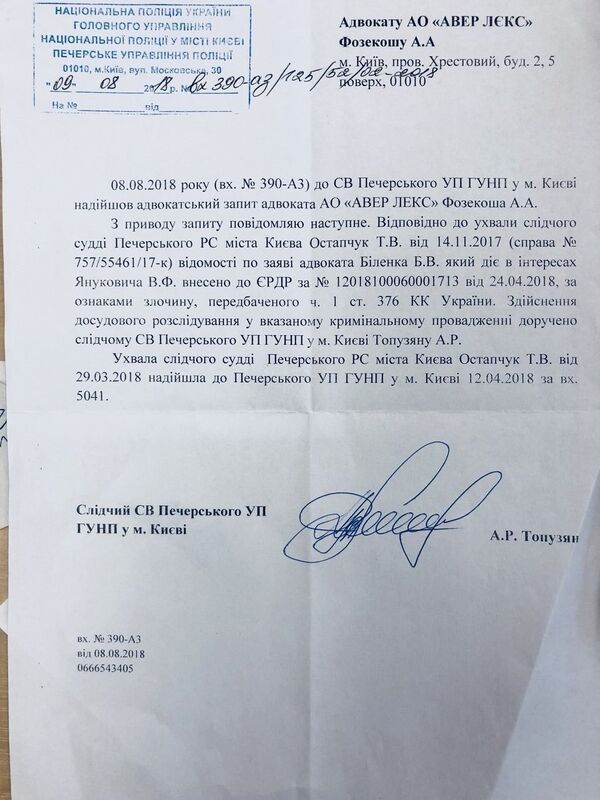 НАЦІОНАЛЬНА ПОЛІЦІЯ УКРАЇНИ
ГОЛОВНОГО УПРАВЛІННЯ
НАЦІОНАЛЬНОЇ ПОЛІЦІЇ У МІСТІ КИЄВІ
ПЕЧЕРСЬКЕ УПРАВЛІННЯ ПОЛІЦІЇ
01010, м.Київ, вул. Московська, 30
"09" 08 2018 р. № вх 390-аз/125/52/02-2018
На № від
Адвокату АО «АВЕР ЛЄКС»
Фозекошу А.А
м. Київ, пров. Хрестовий, буд. 2, 5
поверх, 01010
08.08.2018 року (вх. № 390-АЗ) до СВ Печерського УП ГУНП у м. Києві
надійшов адвокатський запит адвоката АО «АВЕР ЛЕКС» Фозекоша А.А.
З приводу запиту повідомляю наступне. Відповідно до ухвали слідчого
судді Печерського РС міста Києва Остапчук Т.В. від 14.11.2017 (справа №
757/55461/17-к) відомості по заяві адвоката Біленка Б.В. який діє в інтересах
Януковича В.Ф. внесено до ЄРДР за № 12018100060001713 від 24.04.2018, за
ознаками злочину, передбаченого ч. 1 ст. 376 КК України. Здійснення
досудового розслідування у вказаному кримінальному провадженні доручено
слідчому СВ Печерського УП ГУНП у м. Києві Топузяну А.Р.
Ухвала слідчого судді Печерського РС міста Києва Остапчук Т.В. від
29.03.2018 надійшла до Печерського УП ГУНП у м. Києві 12.04.2018 за вх.
5041.
Слідчий СВ Печерського УП
ГУНП у м. Києві
А.Р. Топузян
вх. № 390-АЗ
від 08.08.2018
0666543405